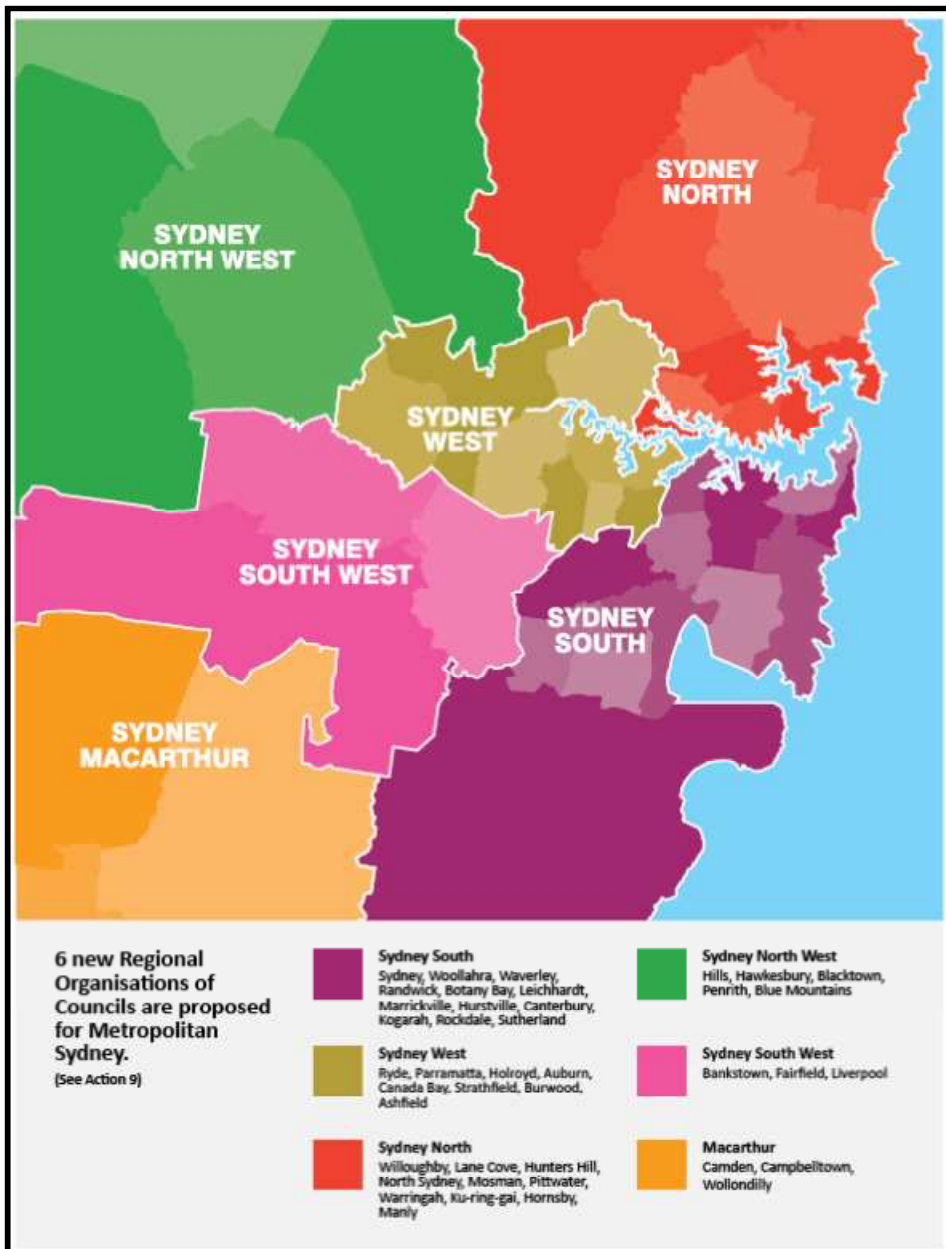 SYDNEY
NORTH
SYDNEY
NORTH WEST
SYDNEY
WEST
SYDNEY
SOUTH WEST
SYDNEY
SOUTH
SYDNEY
MACARTHUR
6 new Regional
Organisations of
Councils are proposed
for Metropolitan
Sydney.
(See Action 9)
Sydney South
Sydney, Woollahra, Waverley,
Randwick, Botany Bay, Leichhardt,
Marrickville, Hurstville, Canterbury,
Kogarah, Rockdale, Sutherland
Sydney West
Ryde, Parramatta, Holroyd, Auburn,
Canada Bay, Strathfield, Burwood,
Ashfield
Sydney North
Willoughby, Lane Cove, Hunters Hill,
North Sydney, Mosman, Pittwater,
Warringah, Ku-ring-gai, Hornsby,
Manly
Sydney North West
Hills, Hawkesbury, Blacktown,
Penrith, Blue Mountains
Sydney South West
Bankstown, Fairfield, Liverpool
Macarthur
Camden, Campbelltown,
Wollondilly